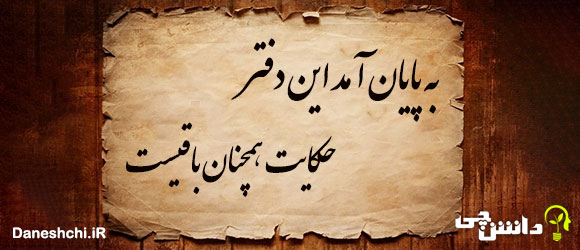 به پایان آمد این دفتر
حکایت همچنان باقیست
دانش‌چی
Daneshchi.iR